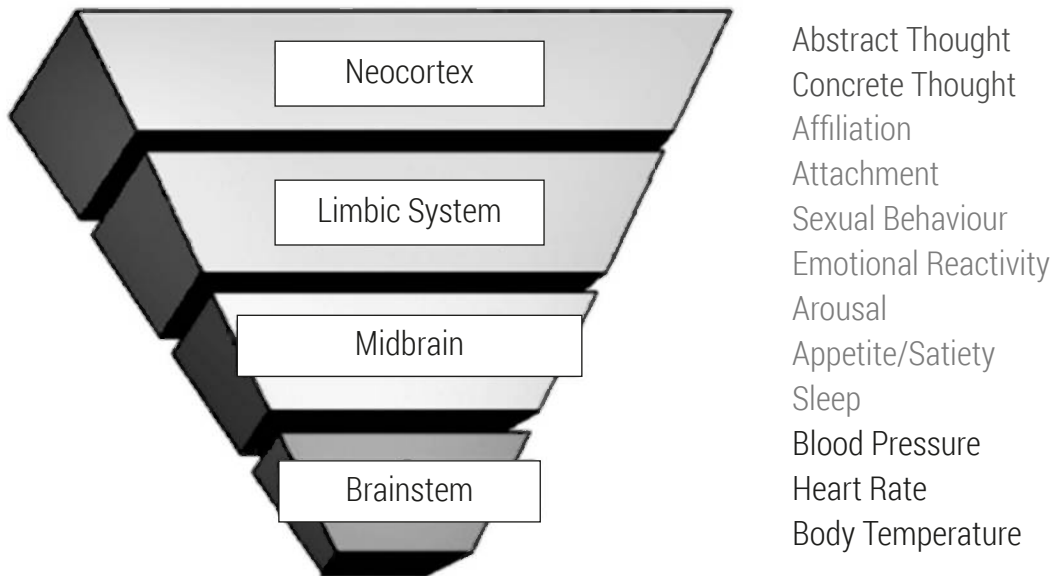 Neocortex
Limbic System
Midbrain
Brainstem
Abstract Thought
Concrete Thought
Affiliation
Attachment
Sexual Behaviour
Emotional Reactivity
Arousal
Appetite/Satiety
Sleep
Blood Pressure
Heart Rate
Body Temperature